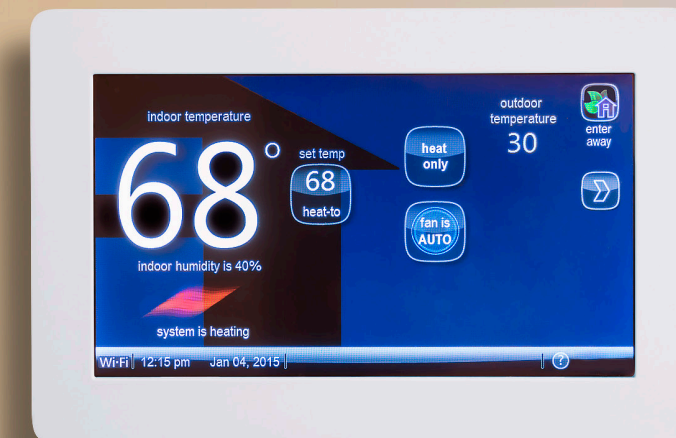 indoor temperature
68°
indoor humidity is 40%
system is heating
set temp
68
heat-to
heat
only
fan is
AUTO
outdoor
temperature
30
enter
away
Wi-Fi 12:15 pm Jan 04, 2015 ?